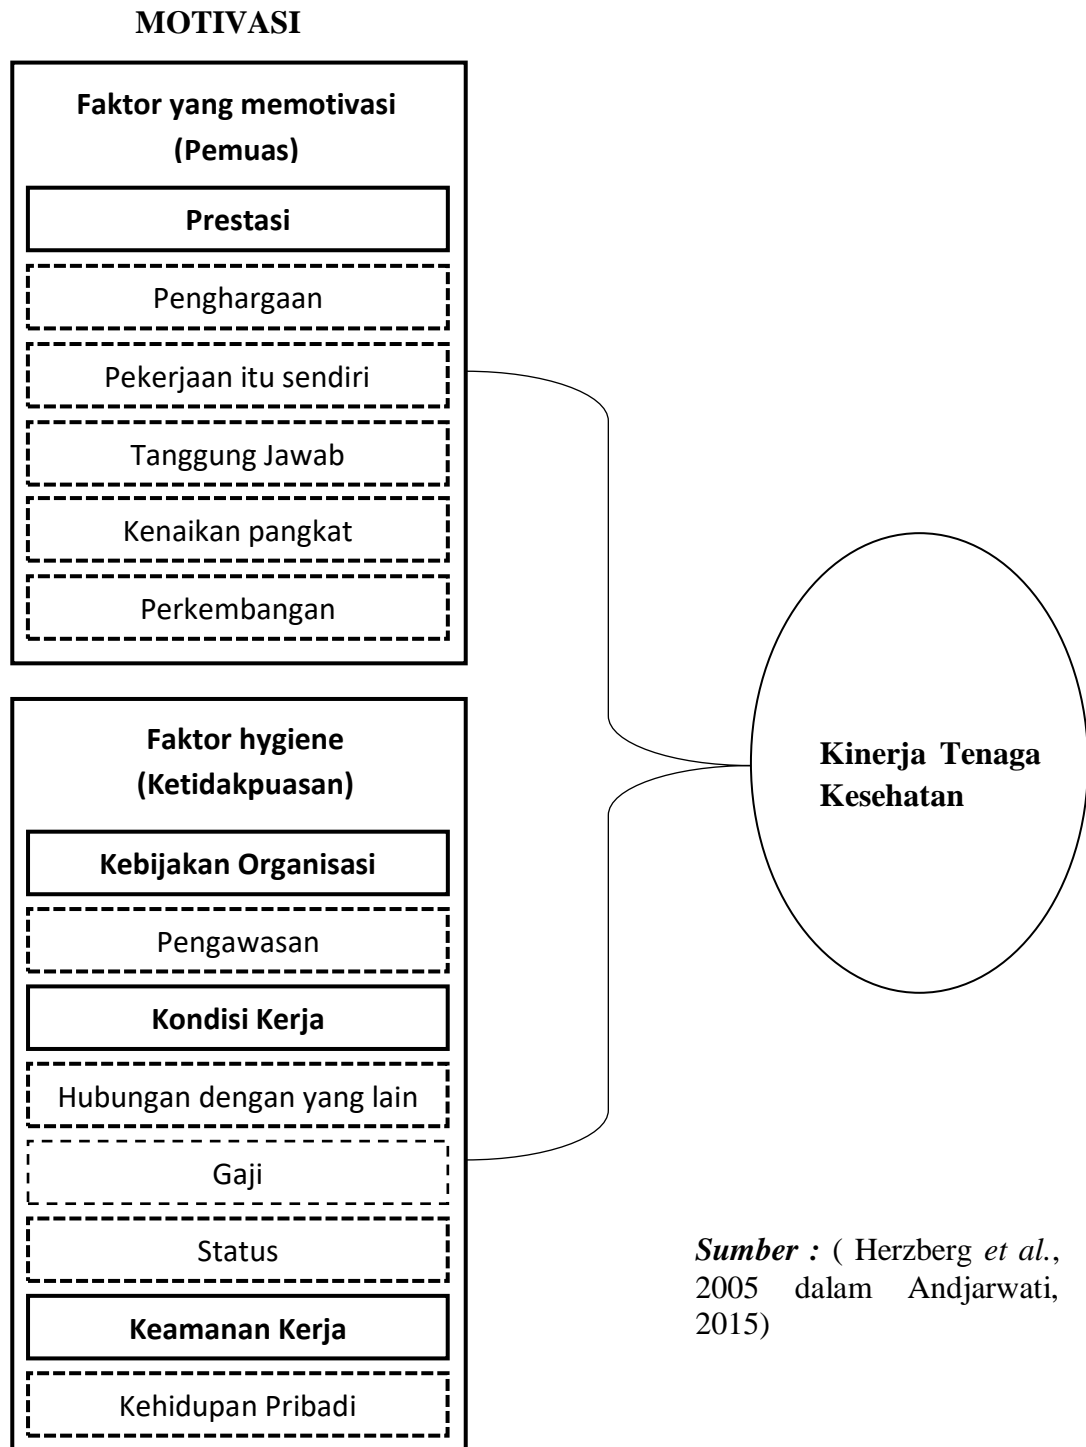 MOTIVASI
Faktor yang memotivasi
(Pemuas)
Prestasi
Penghargaan
Pekerjaan itu sendiri
Tanggung Jawab
Kenaikan pangkat
Perkembangan
Faktor hygiene
(Ketidakpuasan)
Kebijakan Organisasi
Pengawasan
Kondisi Kerja
Hubungan dengan yang lain
Gaji
Status
Keamanan Kerja
Kehidupan Pribadi
Kinerja Tenaga
Kesehatan
Sumber : ( Herzberg et al.,
2005 dalam Andjarwati,
2015)